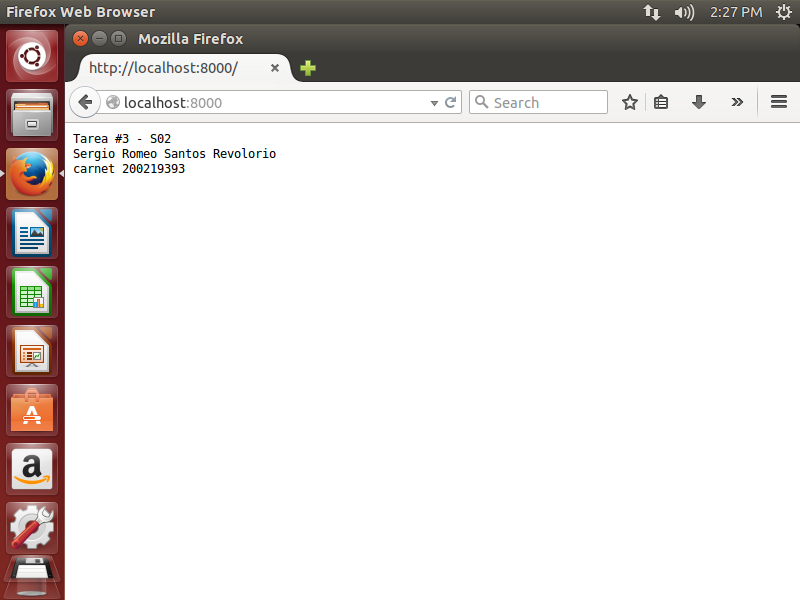 Firefox Web Browser
2:27 PM
Mozilla Firefox
http://localhost:8000/
localhost:8000
Search
Tarea #3 - S02
Sergio Romeo Santos Revolorio
carnet 200219393